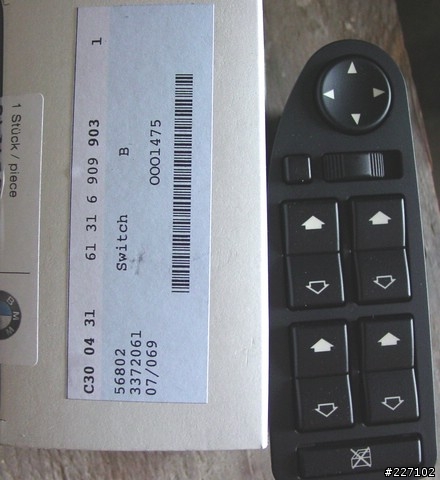 1 Stück / piece
BMW
C30 04 31 61 31 6 909 903 1
Switch B
0001475
56802
3372061
07/069
#227102